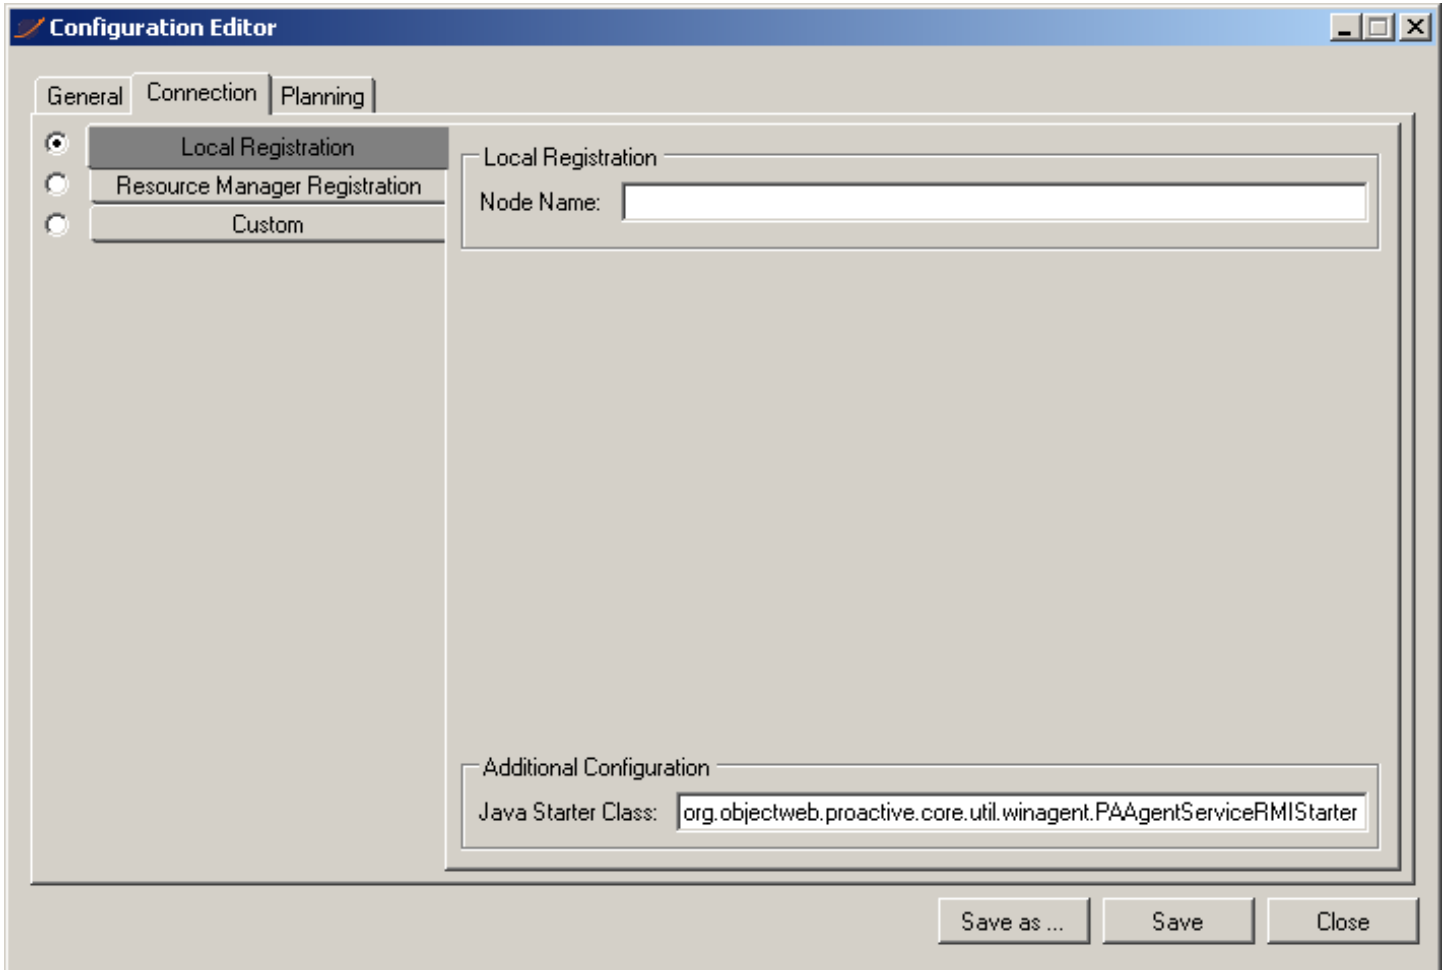 Configuration Editor
General Connection Planning
Local Registration
Resource Manager Registration
Custom
Local Registration
Node Name:
Additional Configuration
Java Starter Class: org.objectweb.proactive.core.util.winagent.PAAgentServiceRMIStarter
Save as ... Save Close